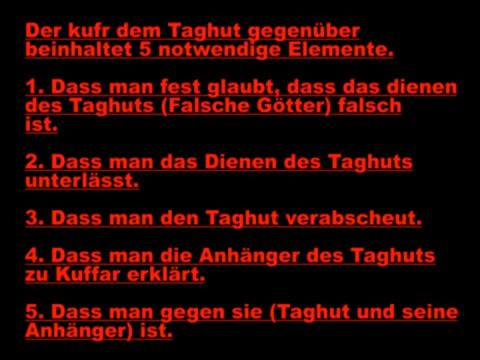 Der kufr dem Taghut gegenüber
beinhaltet 5 notwendige Elemente.
1. Dass man fest glaubt, dass das dienen
des Taghuts (Falsche Götter) falsch
ist.
2. Dass man das Dienen des Taghuts
unterlässt.
3. Dass man den Taghut verabscheut.
4. Dass man die Anhänger des Taghuts
zu Kuffar erklärt.
5. Dass man gegen sie (Taghut und seine
Anhänger) ist.